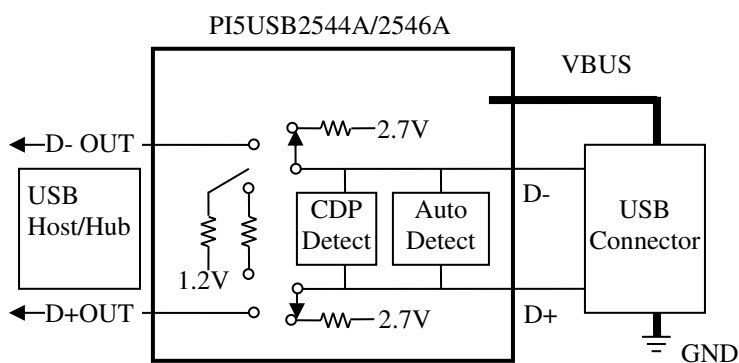 PI5USB2544A/2546A
VBUS
2.7V
D- OUT
D-
USB
Host/Hub
CDP
Detect
Auto
Detect
USB
Connector
1.2V
D+OUT
2.7V
D+
GND